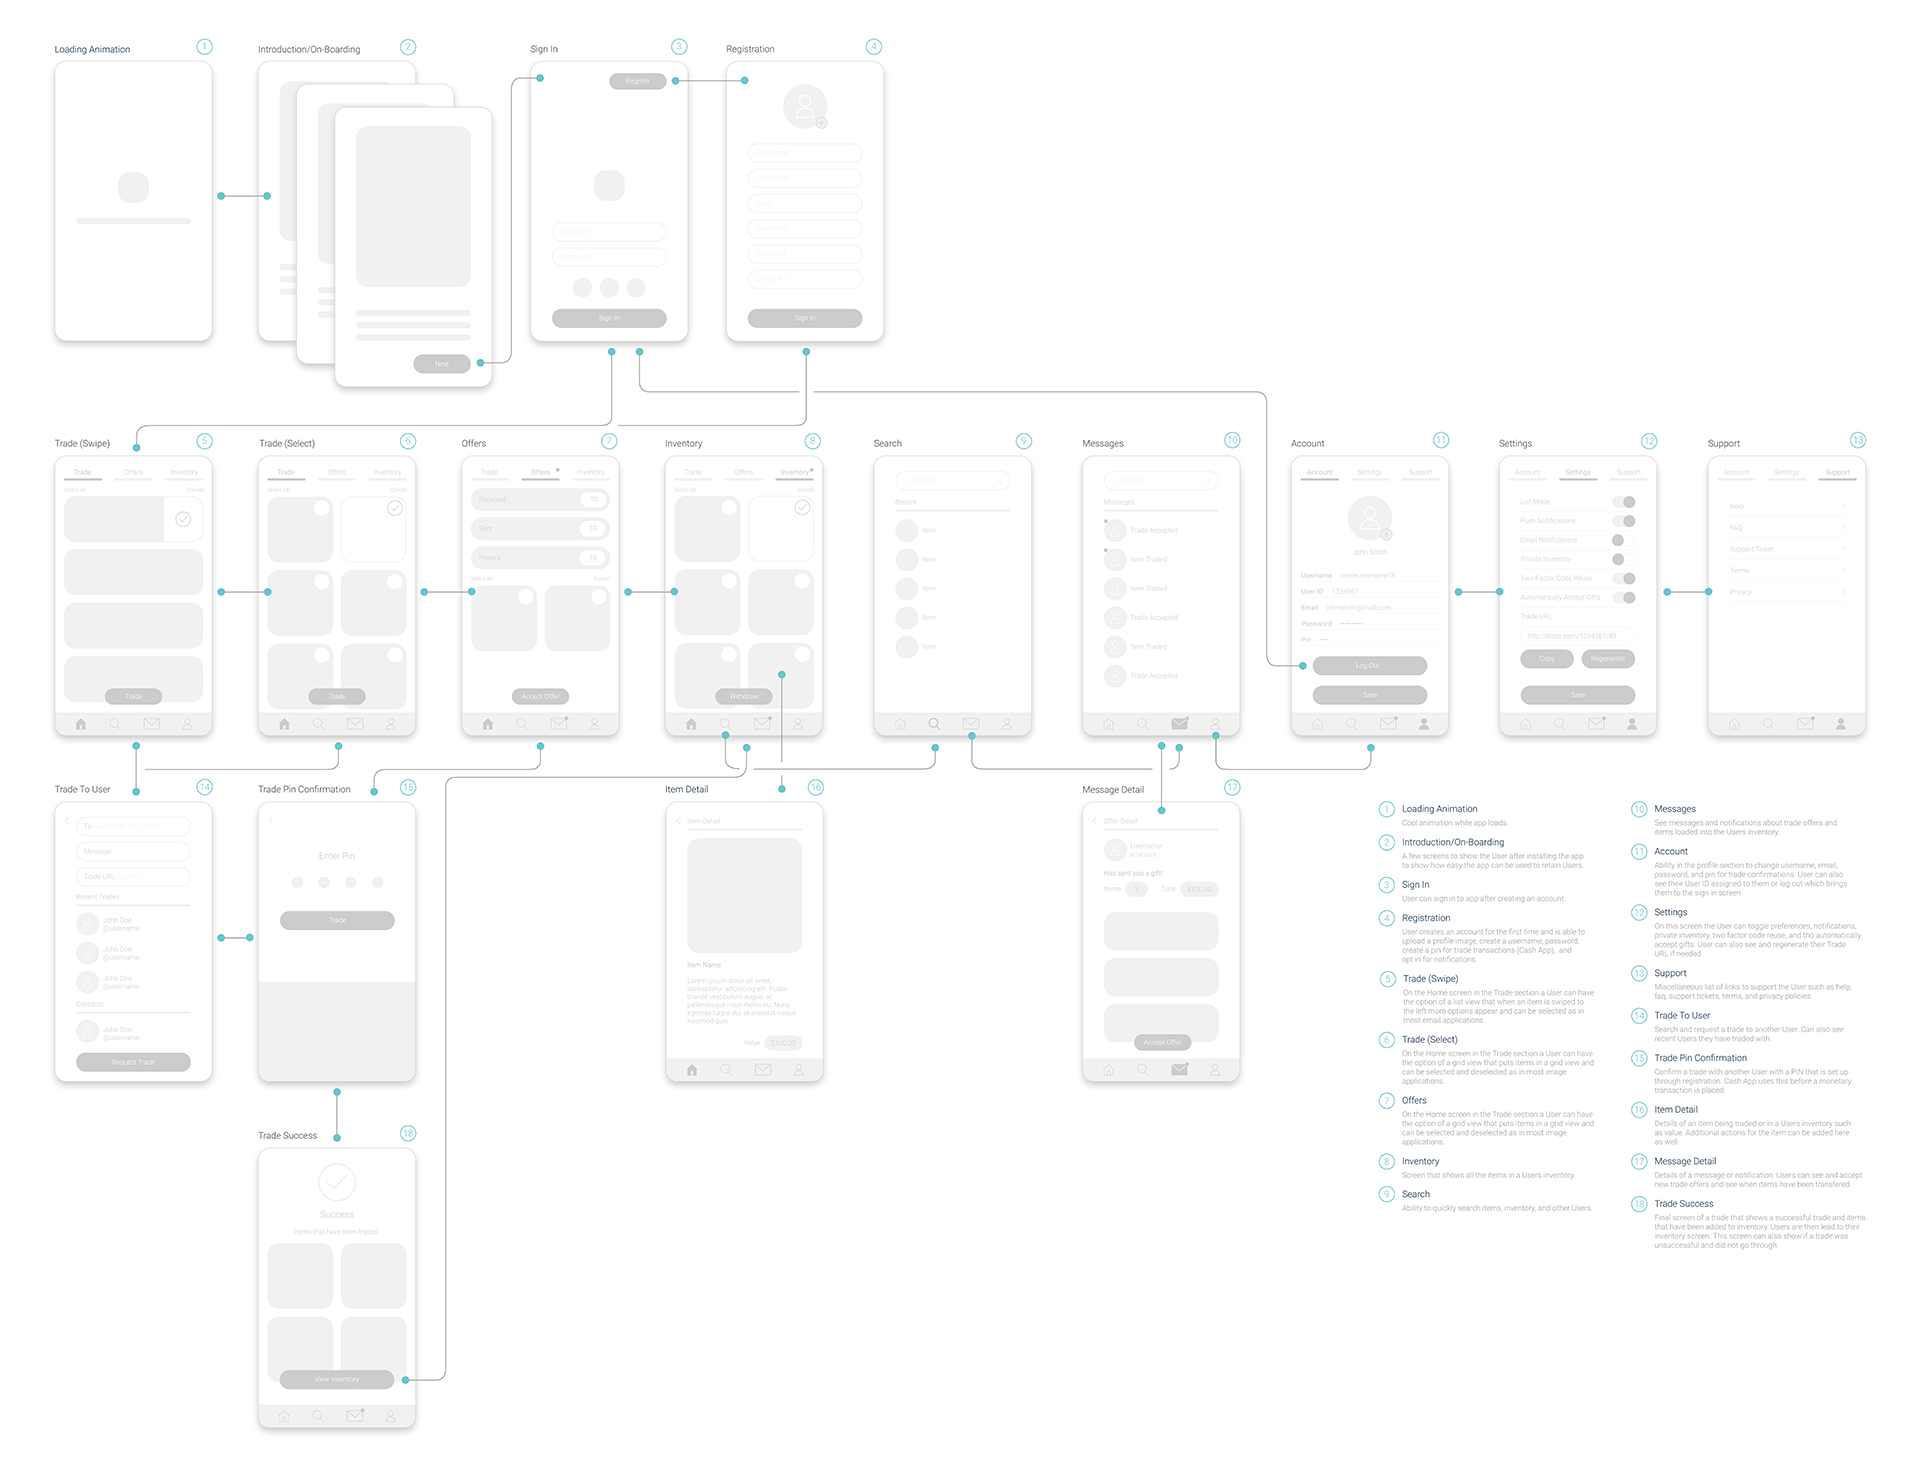 Loading Animation
1
Introduction/On-Boarding
2
Sign In
3
Registration
4
Register
Next
Sign In
Sign In
Trade (Swipe)
5
Trade (Select)
6
Offers
7
Inventory
8
Search
9
Messages
10
Account
11
Settings
12
Support
13
Trade
Offers
Inventory
Select All
Cancel
Trade
Trade
Offers
Inventory
Select All
Cancel
Trade
Trade
Offers
Inventory
Recieved
10
Sent
10
History
10
Select All
Cancel
Accept Offer
Trade
Offers
Inventory
Select All
Cancel
Withdraw
Search
Recent
Item
Item
Item
Item
Item
Search
Messages
Trade Accepted
Item Traded
Item Traded
Trade Accepted
Item Traded
Trade Accepted
Account
Settings
Support
John Smith
Username someusername18
User ID 1234567
Email johnsmith@mail.com
Password ••••••••••
Pin ••••
Log Out
Save
Account
Settings
Support
List Mode
Push Notifications
Email Notifications
Private Inventory
Two Factor Code Reuse
Automatically Accept Gifts
Trade URL
http://trade.com/1234567/89
Copy
Regenerate
Save
Account
Settings
Support
Help
FAQ
Support Ticket
Terms
Privacy
Trade To User
14
Trade Pin Confirmation
15
Item Detail
16
Message Detail
17
To
Message
Trade URL
Recent Trades
John Doe
@username
John Doe
@username
John Doe
@username
Contacts
John Doe
@username
Request Trade
Enter Pin
Trade
Item Detail
Item Name
Lorem ipsum dolor sit amet,
consectetur adipiscing elit. Fusce
blandit vestibulum augue, at
pellentesque naus mollis eu. Nunc
egestas turpis dui, at placerat neque
euismod quis
Value $100.00
Offer Detail
Username
Has sent you a gift!
Items 3 Total $100.00
Accept Offer
Trade Success
18
Success
Items that have been traded.
View Inventory
1 Loading Animation
Cool animation while app loads.
2 Introduction/On-Boarding
A few screens to show the User after installing the app
to show how easy the app can be used to retain Users.
3 Sign In
User can sign in to app after creating an account.
4 Registration
User creates an account for the first time and is able to
upload a profile image, create a username, password,
create a pin for trade transactions (Cash App), and
opt in for notifications.
5 Trade (Swipe)
On the Home screen in the Trade section a User can have
the option of a list view that when an item is swiped to
the left more options appear and can be selected as in
most email applications.
6 Trade (Select)
On the Home screen in the Trade section a User can have
the option of a grid view that puts items in a grid view and
can be selected and deselected as in most image
applications.
7 Offers
On the Home screen in the Trade section a User can have
the option of a grid view that puts items in a grid view and
can be selected and deselected as in most image
applications.
8 Inventory
Screen that shows all the items in a Users inventory.
9 Search
Ability to quickly search items, inventory, and other Users.
10 Messages
See messages and notifications about trade offers and
items loaded into the Users inventory.
11 Account
Ability in the profile section to change username, email,
password, and pin for trade confirmations. User can also
see their User ID assigned to them or log out which brings
them to the sign in screen.
12 Settings
On this screen the User can toggle preferences, notifications,
private inventory, two factor code reuse, and tho automatically
accept gifts. User can also see and regenerate their Trade
URL if needed.
13 Support
Miscellaneous list of links to support the User such as help,
faq, support tickets, terms, and privacy policies.
14 Trade To User
Search and request a trade to another User. Can also see
recent Users they have traded with.
15 Trade Pin Confirmation
Confirm a trade with another User with a PIN that is set up
through registration. Cash App uses this before a monetary
transaction is placed.
16 Item Detail
Details of an item being traded or in a Users inventory such
as value. Additional actions for the item can be added here
as well.
17 Message Detail
Details of a message or notification. Users can see and accept
new trade offers and see when items have been transfered
18 Trade Success
Final screen of a trade that shows a successful trade and items
that have been added to inventory. Users are then lead to their
inventory screen. This screen can also show if a trade was
unsuccessful and did not go through.